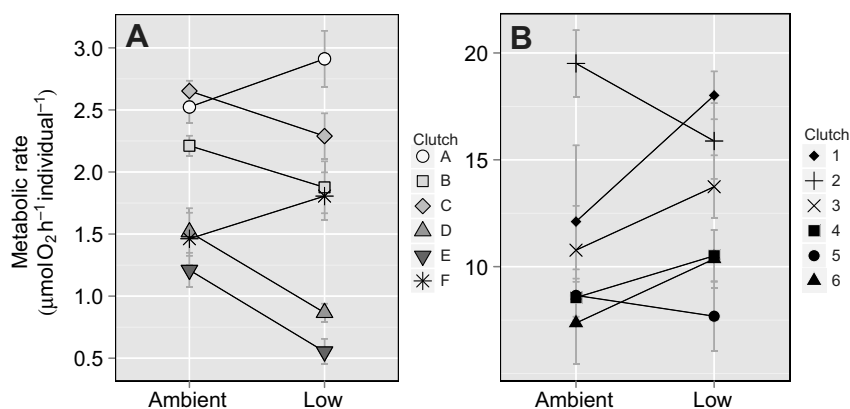 A
Metabolic rate
(μmol O₂ h⁻¹ individual⁻¹)
3.0
2.5
2.0
1.5
1.0
0.5
Ambient
Low
Clutch
A
B
C
D
E
F
B
20
15
10
Ambient
Low
Clutch
1
2
3
4
5
6